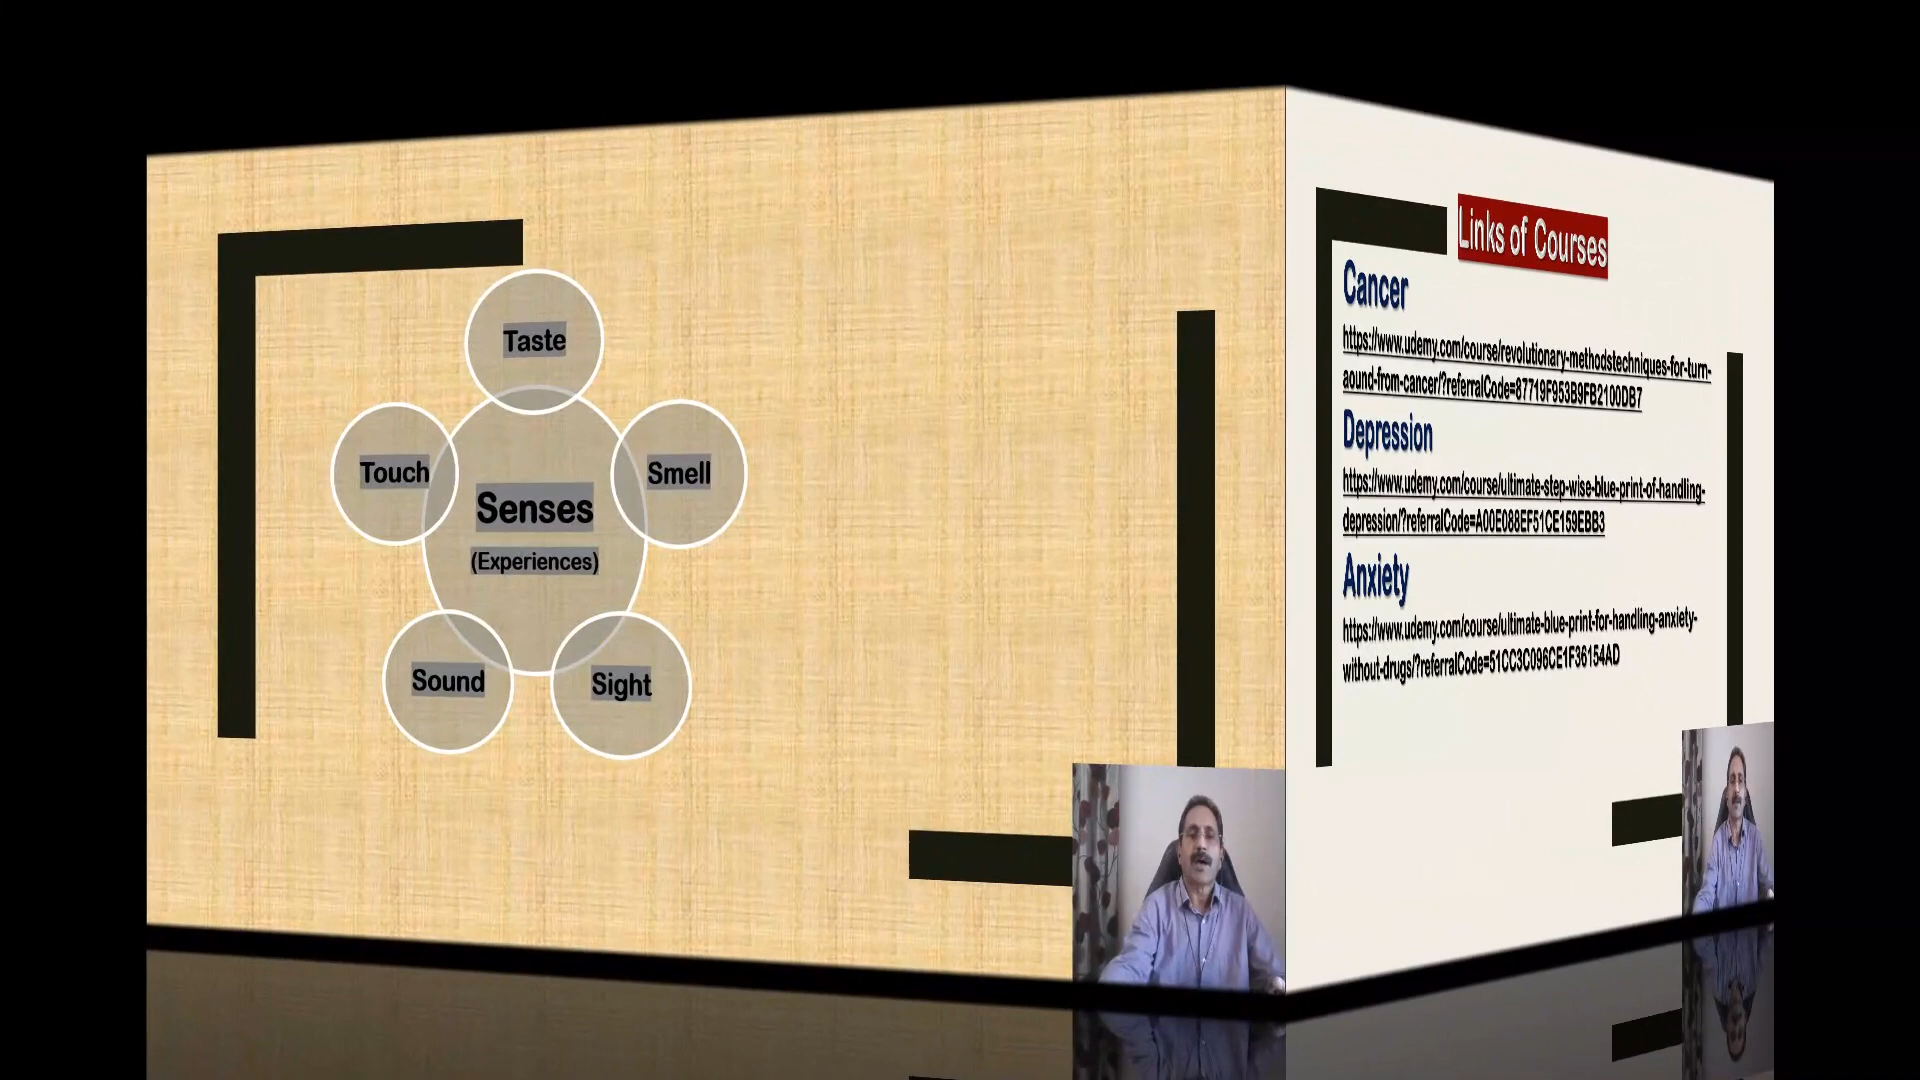 Taste
Touch
Smell
Senses
(Experiences)
Sound
Sight
Links of Courses
Cancer
https://www.udemy.com/course/revolutionary-methodstechniques-for-turn-
aound-from-cancer/?referralCode=87719F953B9FB2100DB7
Depression
https://www.udemy.com/course/ultimate-step-wise-blue-print-of-handling-
depression/?referralCode=A00E088EF51CE159EBB3
Anxiety
https://www.udemy.com/course/ultimate-blue-print-for-handling-anxiety-
without-drugs/?referralCode=51CC3C096CE1F36154AD